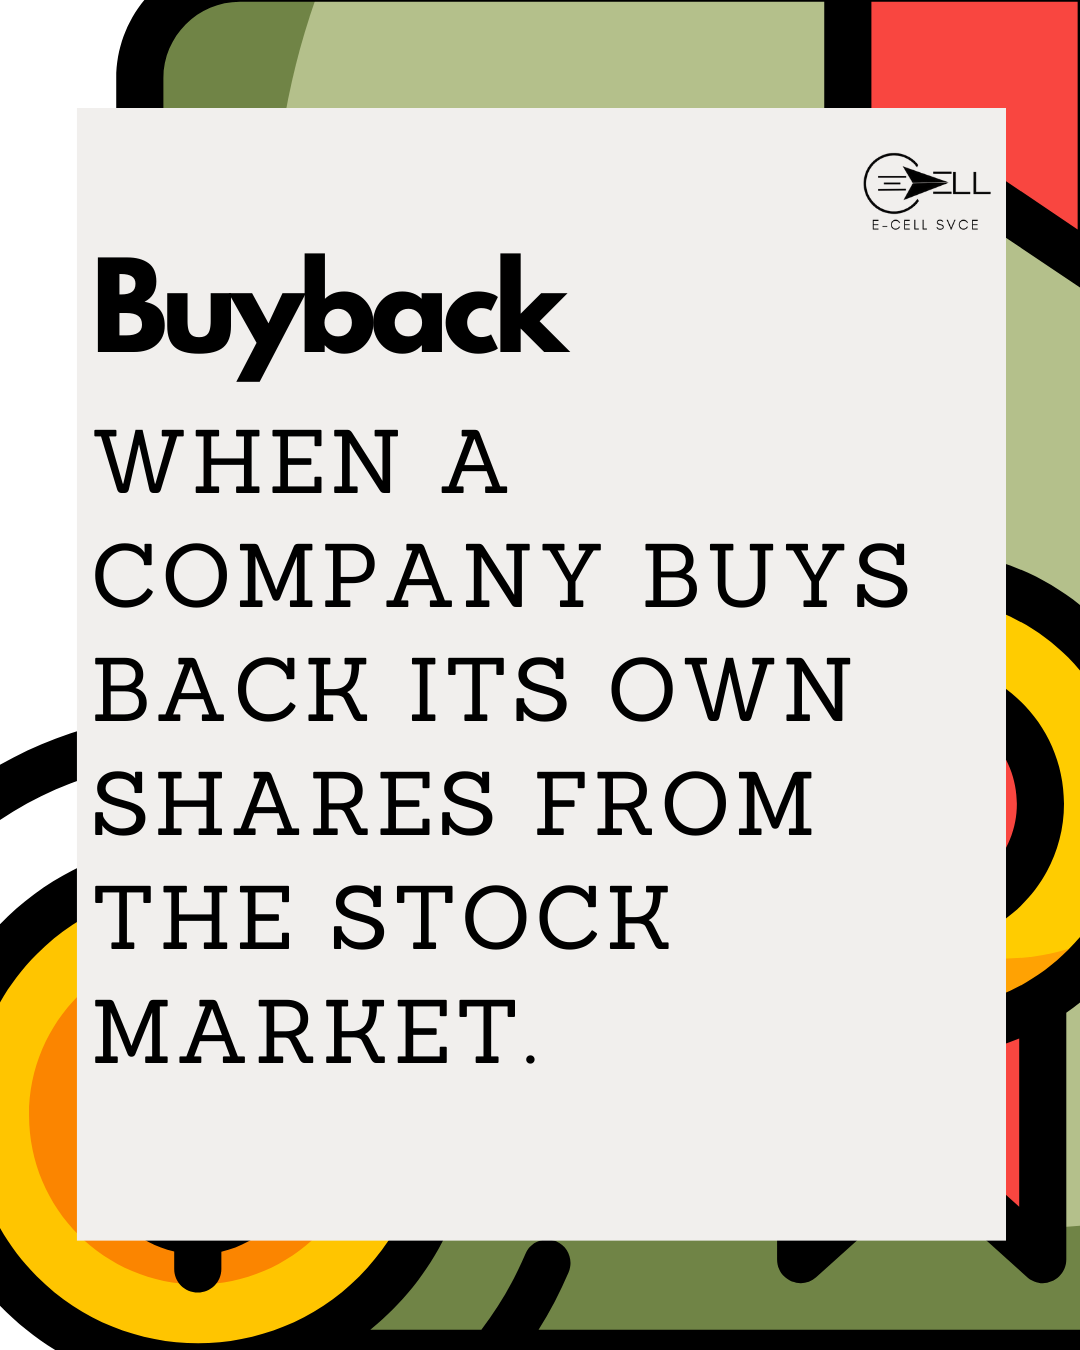 ELL
E-CELL SVCE
Buyback
WHEN A
COMPANY BUYS
BACK ITS OWN
SHARES FROM
THE STOCK
MARKET.